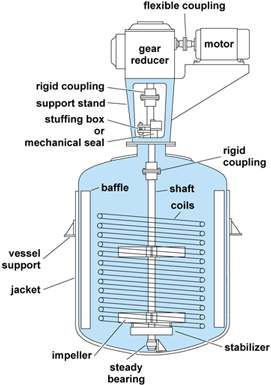 flexible coupling
gear
reducer
motor
rigid coupling
support stand
stuffing box
or
mechanical seal
rigid
coupling
baffle
shaft
coils
vessel
support
jacket
stabilizer
impeller
steady
bearing